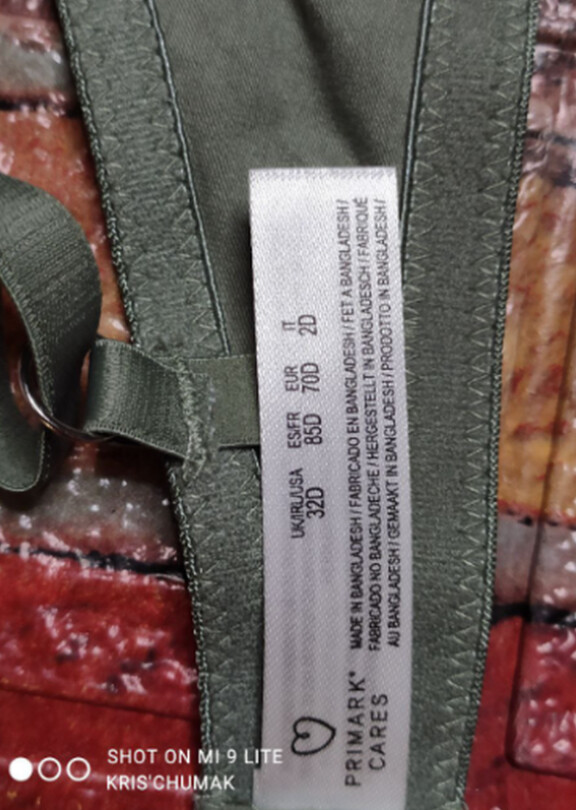 UK/IRL/USA ES/FR EUR IT
32D 85D 70D 2D
MADE IN BANGLADESH / FABRICADO EN BANGLADESH / FET A BANGLADESH /
FABRICADO NO BANGLADECHE / HERGESTELLT IN BANGLADESCH / FABRIQUÉ
AU BANGLADESH / GEMAAKT IN BANGLADESH / PRODOTTO IN BANGLADESH /
PRIMARK®
CARES
SHOT ON MI 9 LITE
KRIS'CHUMAK